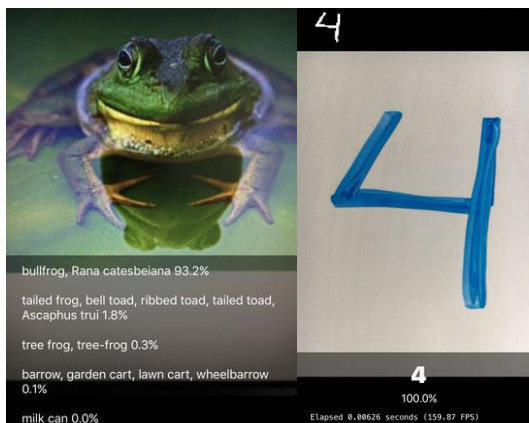 bullfrog, Rana catesbeiana 93.2%
tailed frog, bell toad, ribbed toad, tailed toad,
Ascaphus trui 1.8%
tree frog, tree-frog 0.3%
barrow, garden cart, lawn cart, wheelbarrow
0.1%
milk can 0.0%
4
4
4
100.0%
Elapsed 0.00626 seconds (159.87 FPS)